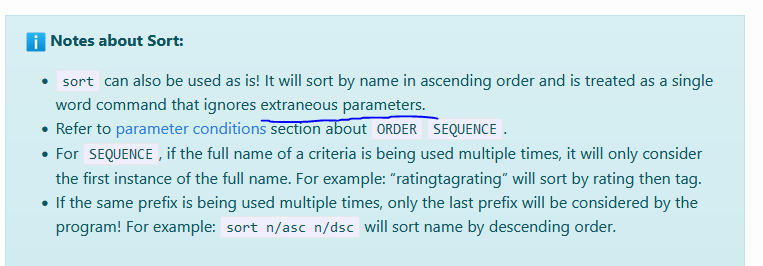 i Notes about Sort:
• sort can also be used as is! It will sort by name in ascending order and is treated as a single
word command that ignores extraneous parameters.
• Refer to parameter conditions section about ORDER SEQUENCE .
• For SEQUENCE , if the full name of a criteria is being used multiple times, it will only consider
the first instance of the full name. For example: “ratingtagrating” will sort by rating then tag.
• If the same prefix is being used multiple times, only the last prefix will be considered by the
program! For example: sort n/asc n/dsc will sort name by descending order.